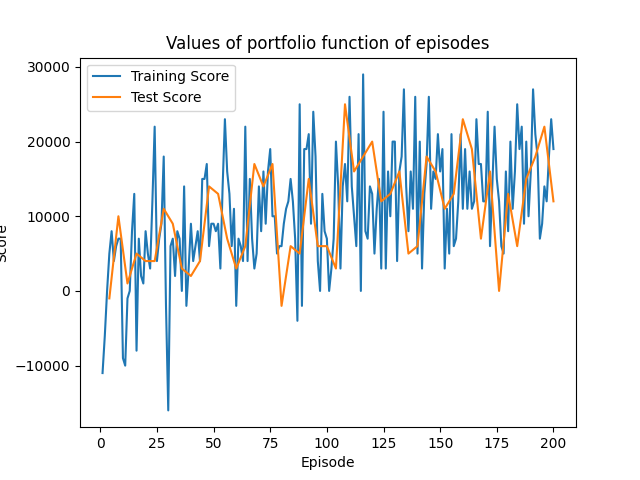 Values of portfolio function of episodes
Training Score
Test Score
30000
20000
10000
0
−10000
Score
0 25 50 75 100 125 150 175 200
Episode